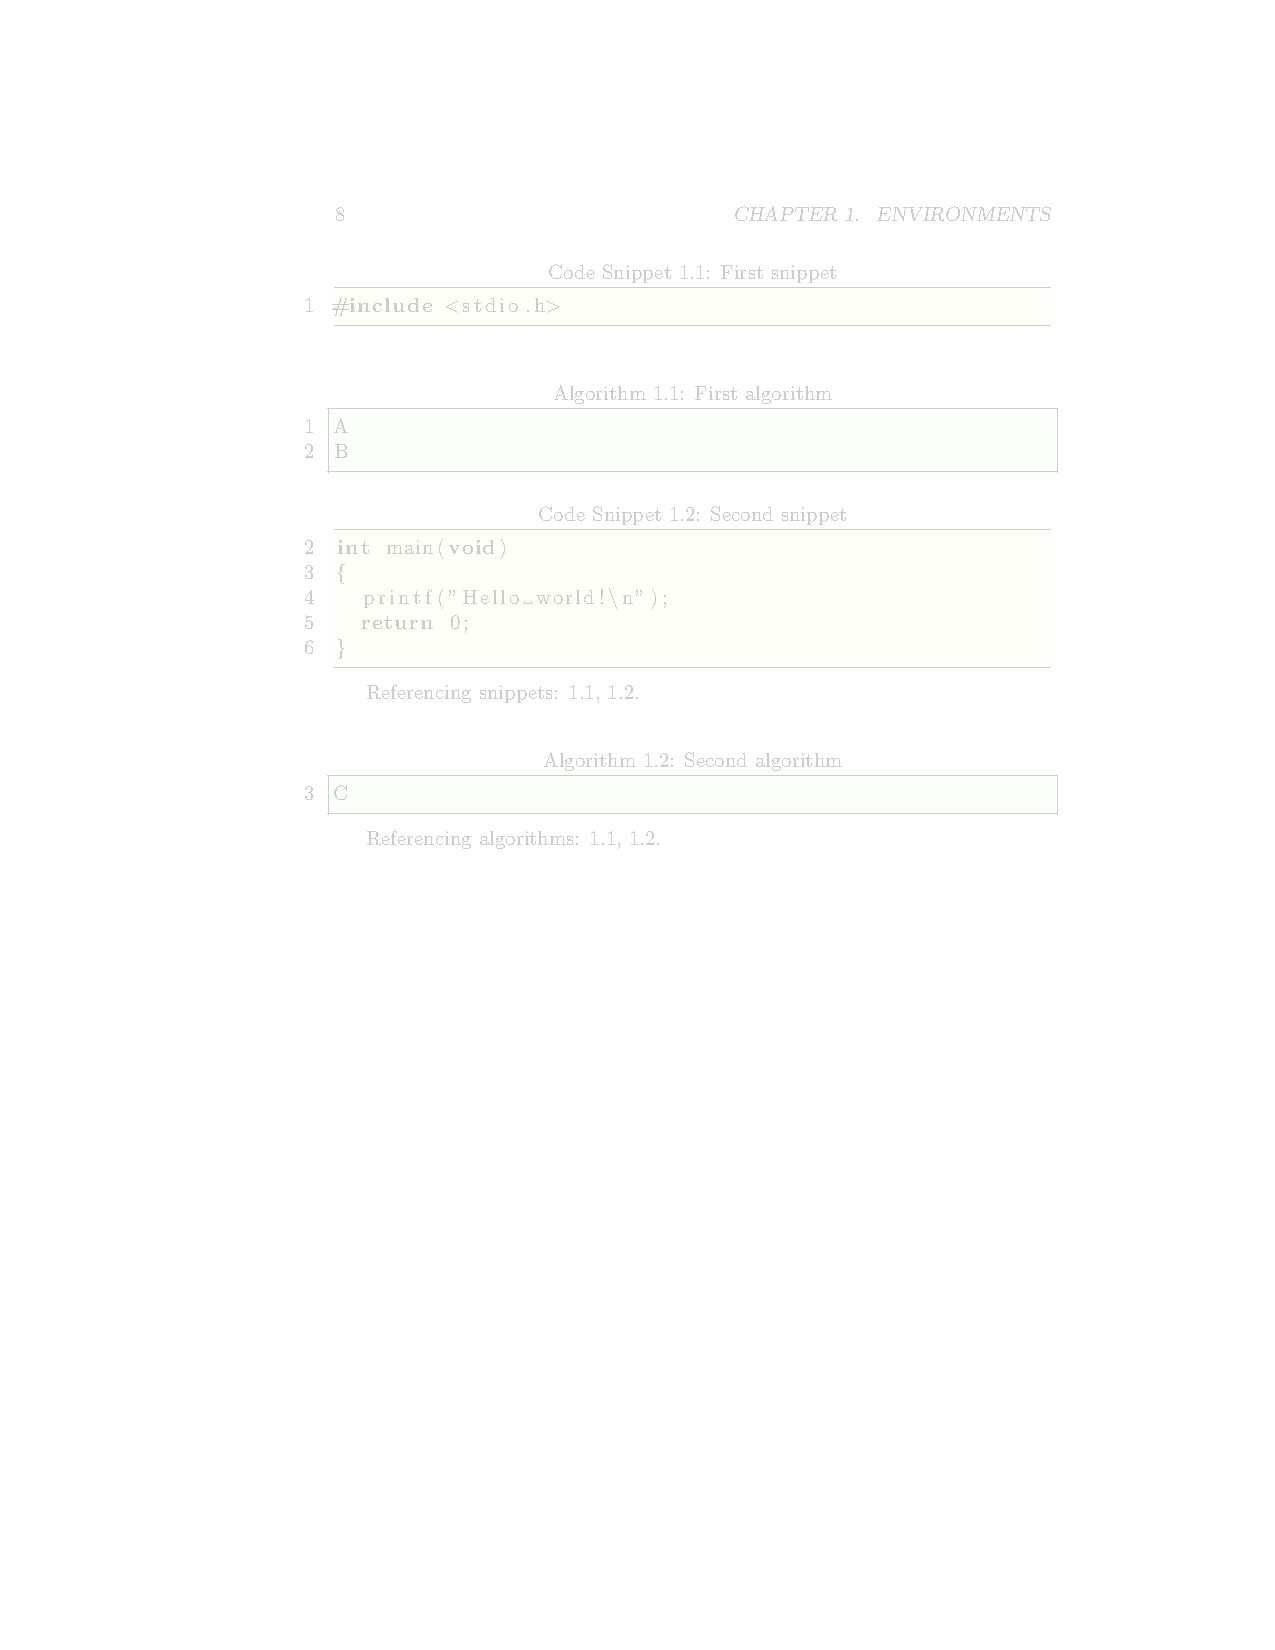 8 CHAPTER 1. ENVIRONMENTS
Code Snippet 1.1: First snippet
1 #include <stdio.h>
Algorithm 1.1: First algorithm
1 A
2 B
Code Snippet 1.2: Second snippet
2 int main(void)
3 {
4 printf("Hello␣world!\n");
5 return 0;
6 }
Referencing snippets: 1.1, 1.2.
Algorithm 1.2: Second algorithm
3 C
Referencing algorithms: 1.1, 1.2.